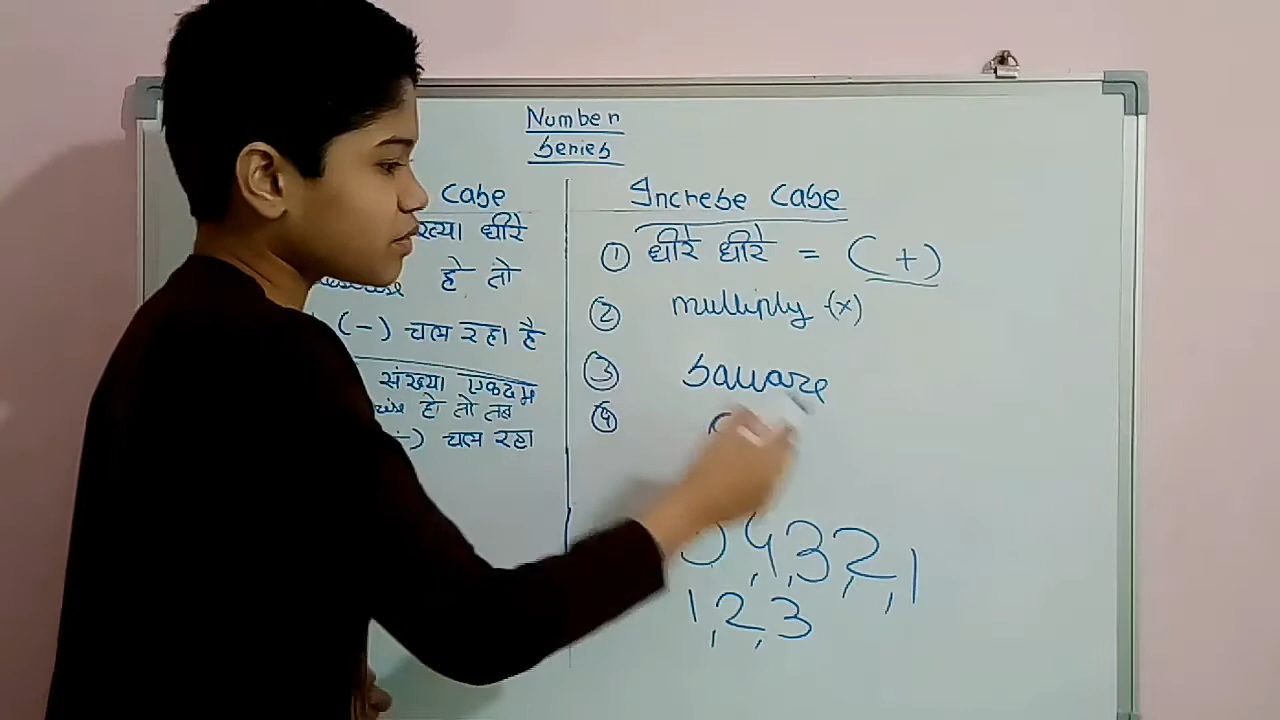 Number
Series
Case
धीरे
हो तो
(-) चल रहा है
संख्या एकदम
हो तो तब
चल रहा
Increse Case
① धीरे धीरे = (+)
② multiply (x)
③ Square
④
5 4, 3, 2, 1
1, 2, 3